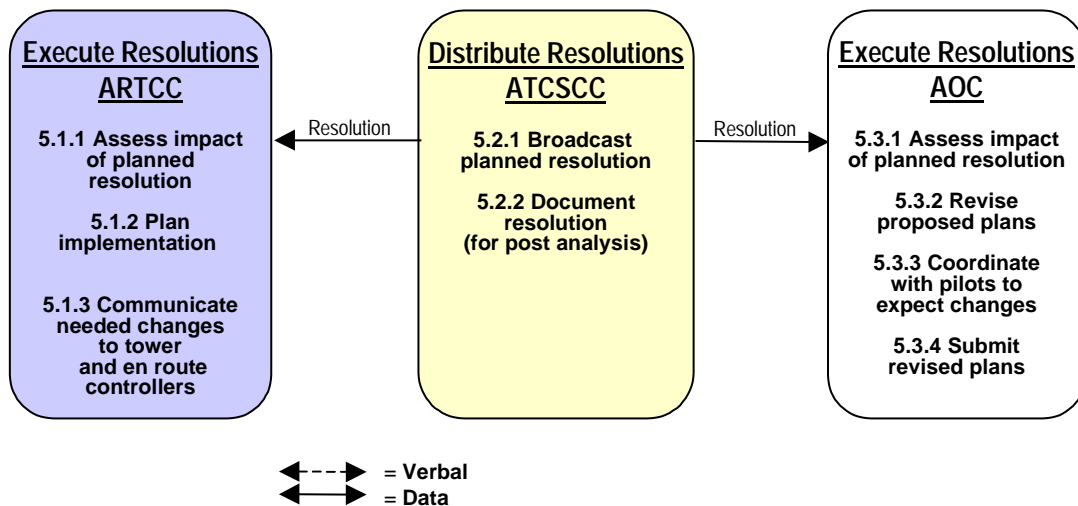 Execute Resolutions
ARTCC
5.1.1 Assess impact
of planned
resolution
5.1.2 Plan
implementation
5.1.3 Communicate
needed changes
to tower
and en route
controllers
Resolution
Distribute Resolutions
ATCSCC
5.2.1 Broadcast
planned resolution
5.2.2 Document
resolution
(for post analysis)
Resolution
Execute Resolutions
AOC
5.3.1 Assess impact
of planned resolution
5.3.2 Revise
proposed plans
5.3.3 Coordinate
with pilots to
expect changes
5.3.4 Submit
revised plans
= Verbal
= Data